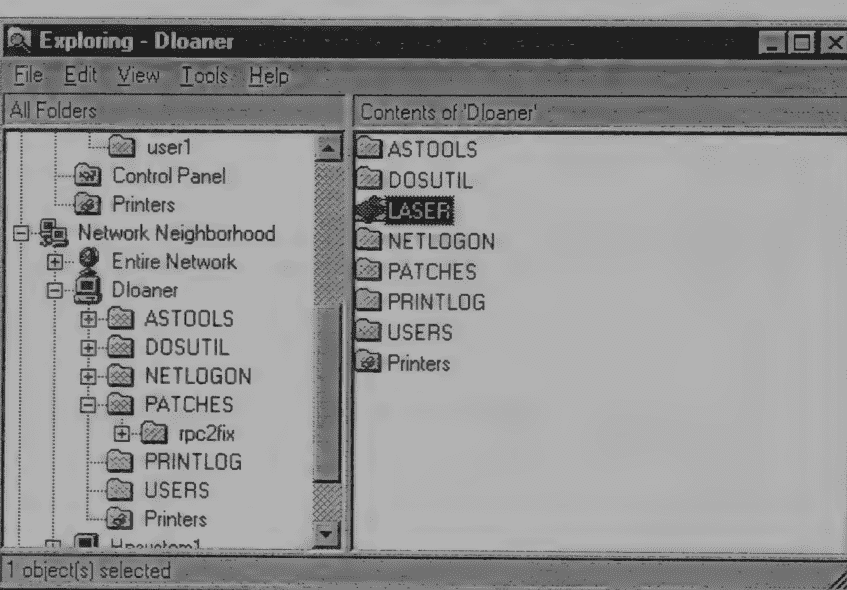 Exploring - Dloaner
File Edit View Tools Help
All Folders
Contents of 'Dloaner'
user1
Control Panel
Printers
Network Neighborhood
Entire Network
Dloaner
ASTOOLS
DOSUTIL
NETLOGON
PATCHES
rpc2fix
PRINTLOG
USERS
Printers
ASTOOLS
DOSUTIL
LASER
NETLOGON
PATCHES
PRINTLOG
USERS
Printers
1 object(s) selected